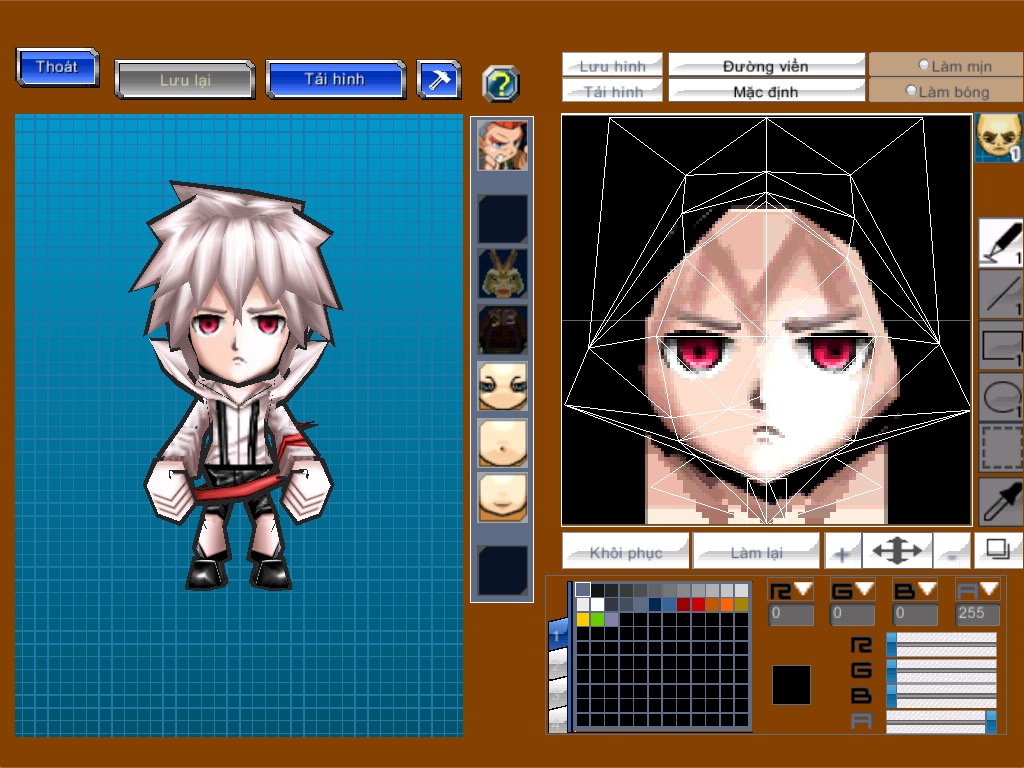 Thoát
Lưu lại
Tải hình
?
Lưu hình
Đường viền
Làm mịn
Tải hình
Mặc định
Làm bóng
1
1
1
1
1
Khôi phục
Làm lại
+
-
R G B A
0 0 0 255
1
R
G
B
A